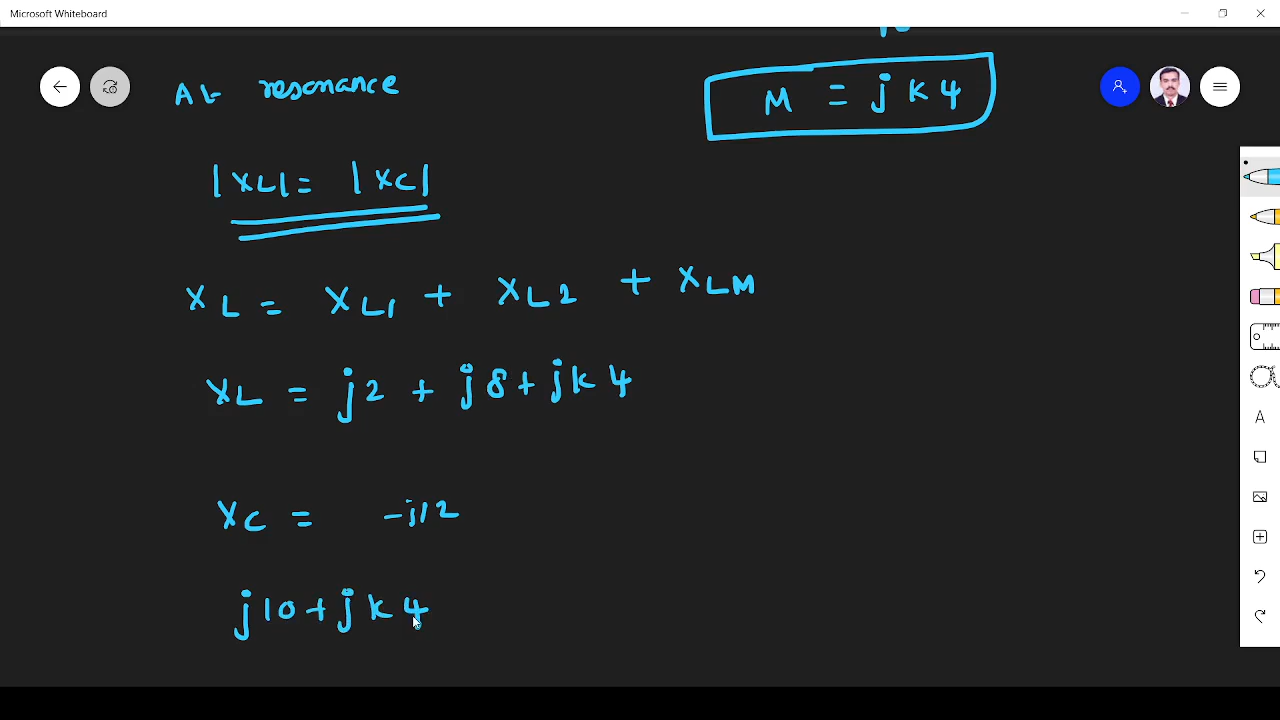 Microsoft Whiteboard
At resonance
M = jk4
|XL| = |XC|
XL = XL1 + XL2 + XLM
XL = j2 + j8 + jk4
XC = -j12
j10 + jk4
A